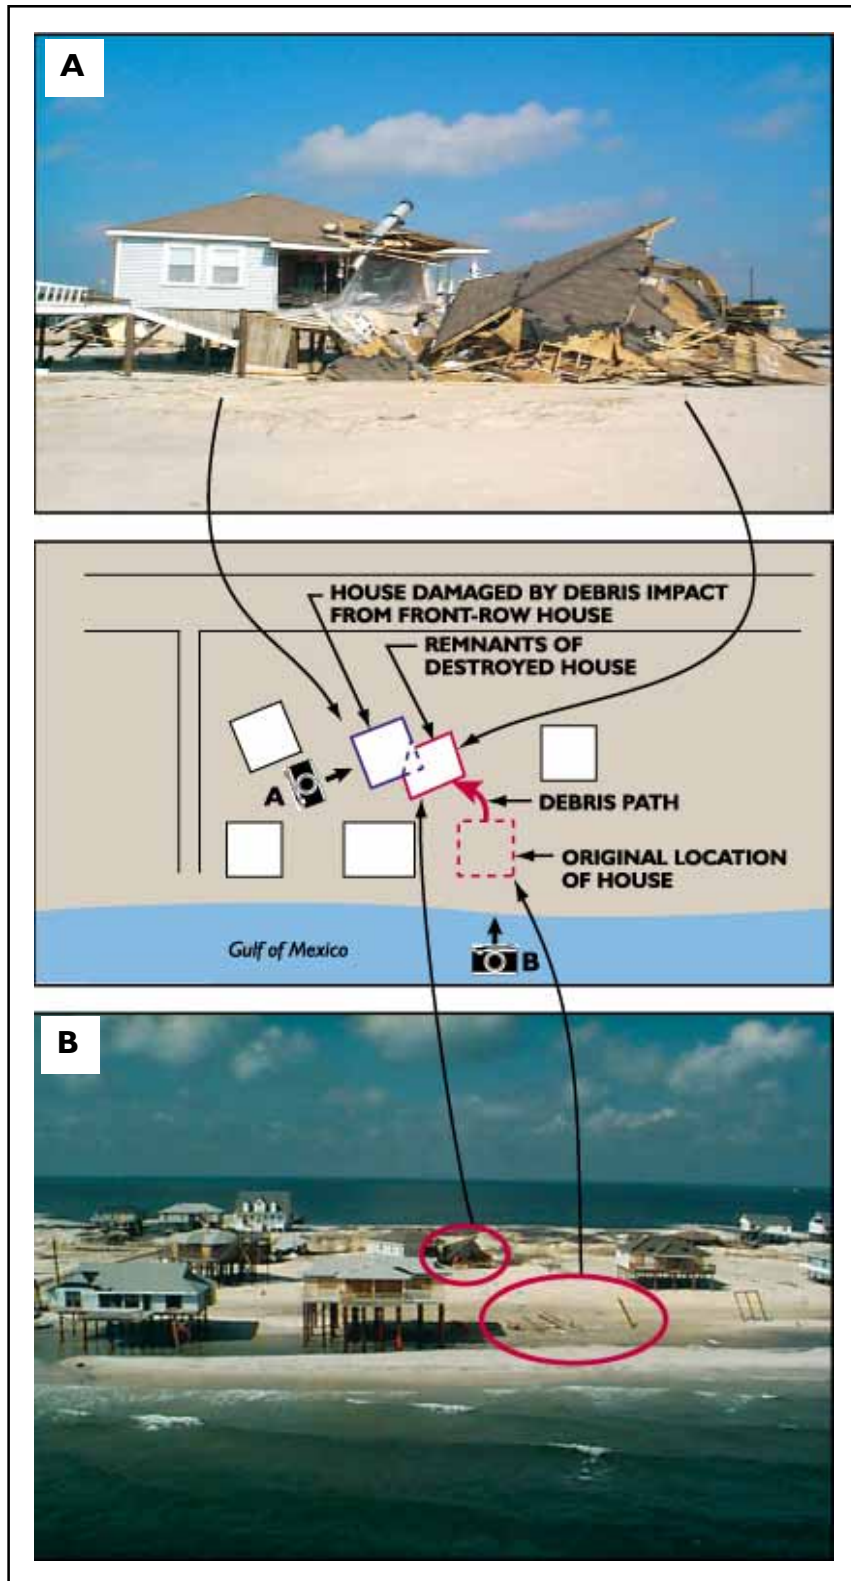 A
HOUSE DAMAGED BY DEBRIS IMPACT
FROM FRONT-ROW HOUSE
REMNANTS OF
DESTROYED HOUSE
A
DEBRIS PATH
ORIGINAL LOCATION
OF HOUSE
Gulf of Mexico
B
B